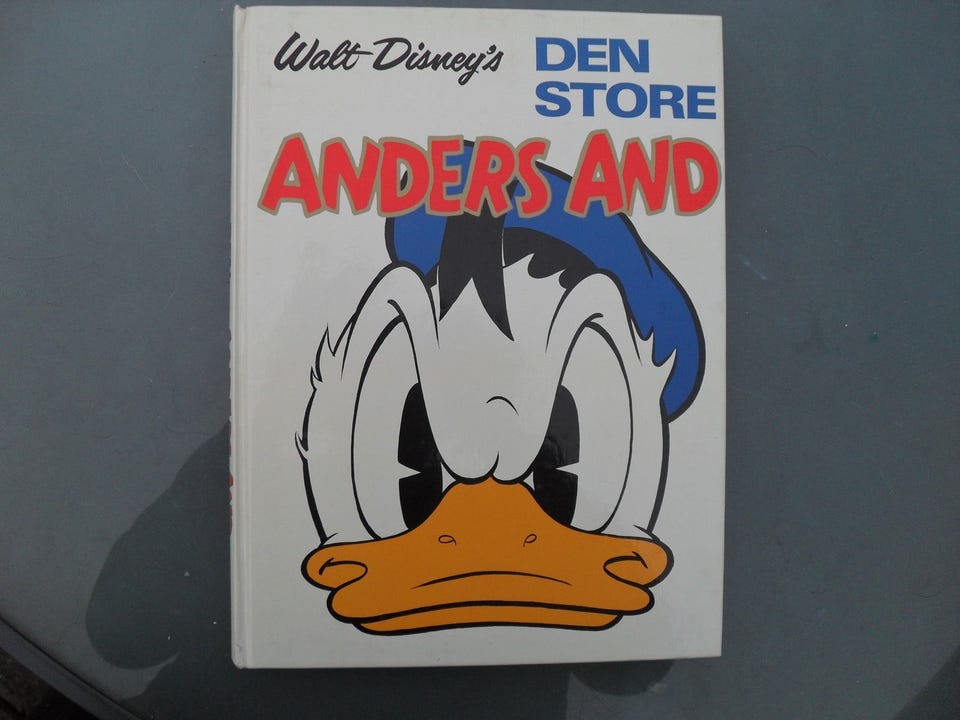 Walt Disney's
DEN
STORE
ANDERS AND